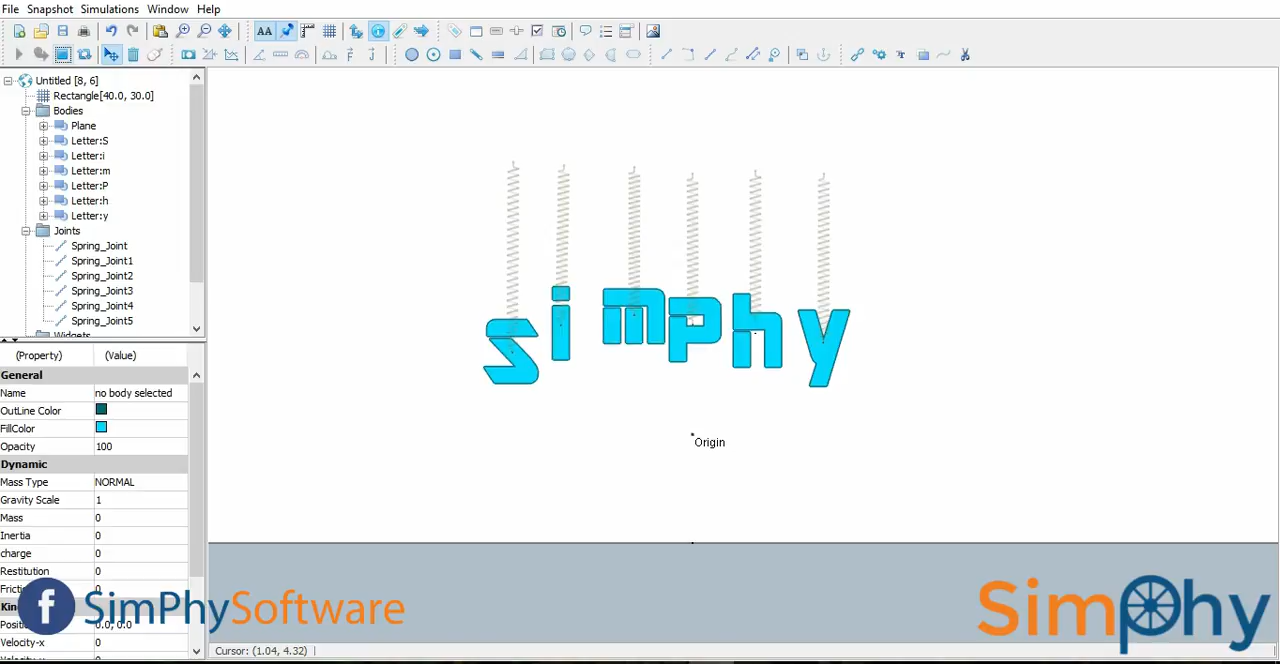 File Snapshot Simulations Window Help
AA
Untitled [8, 6]
Rectangle[40.0, 30.0]
Bodies
Plane
Letter:S
Letter:i
Letter:m
Letter:P
Letter:h
Letter:y
Joints
Spring_Joint
Spring_Joint1
Spring_Joint2
Spring_Joint3
Spring_Joint4
Spring_Joint5
Widgets
(Property) (Value)
General
Name no body selected
OutLine Color
FillColor
Opacity 100
Dynamic
Mass Type NORMAL
Gravity Scale 1
Mass 0
Inertia 0
charge 0
Restitution 0
Velocity-x 0
simphy
Origin
f SimPhySoftware
Simphy
Cursor: (1.04, 4.32)